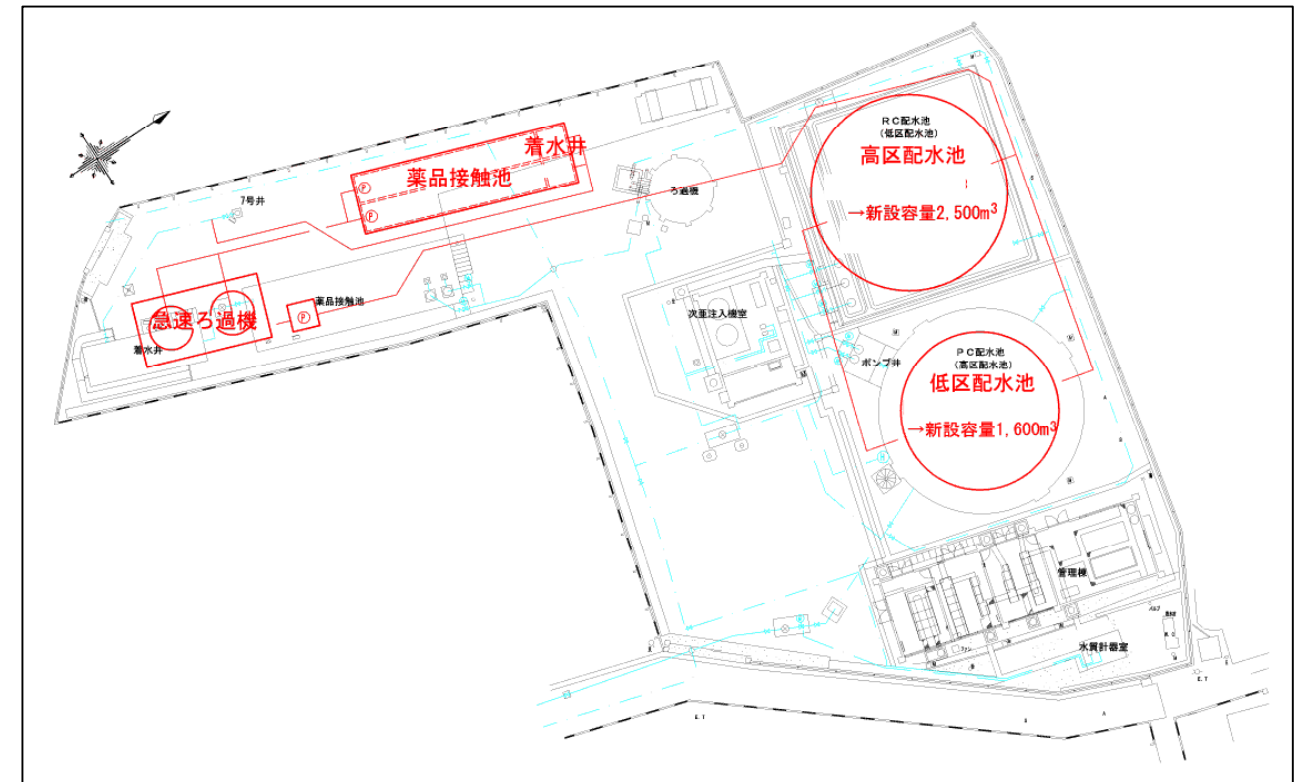 着水井
薬品接触池
P
P
7号井
ろ過機
RC配水池
(低区配水池)
高区配水池
→新設容量2,500m³
急速ろ過機
薬品接触池
P
着水井
次亜注入機室
ポンプ井
PC配水池
(高区配水池)
低区配水池
→新設容量1,600m³
管理棟
水質計器室
E.T
E.T